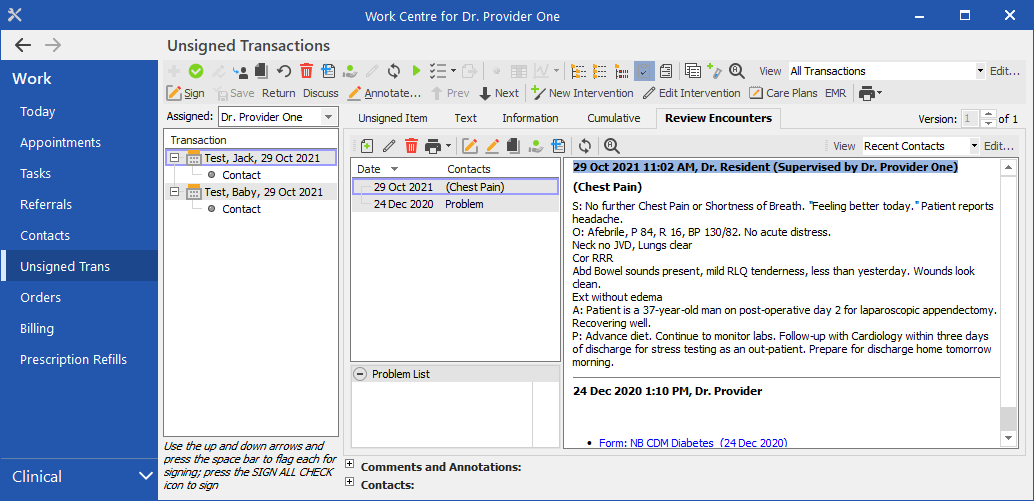 Work Centre for Dr. Provider One
Unsigned Transactions
Work
Today
Appointments
Tasks
Referrals
Contacts
Unsigned Trans
Orders
Billing
Prescription Refills
Clinical
View All Transactions Edit...
Sign Save Return Discuss Annotate... Prev Next New Intervention Edit Intervention Care Plans EMR
Assigned: Dr. Provider One
Transaction
Test, Jack, 29 Oct 2021
Contact
Test, Baby, 29 Oct 2021
Contact
Use the up and down arrows and
press the space bar to flag each for
signing; press the SIGN ALL CHECK
icon to sign
Unsigned Item Text Information Cumulative Review Encounters Version: 1 of 1
View Recent Contacts Edit...
Date Contacts
29 Oct 2021 (Chest Pain)
24 Dec 2020 Problem
Problem List
29 Oct 2021 11:02 AM, Dr. Resident (Supervised by Dr. Provider One)
(Chest Pain)
S: No further Chest Pain or Shortness of Breath. "Feeling better today." Patient reports
headache.
O: Afebrile, P 84, R 16, BP 130/82. No acute distress.
Neck no JVD, Lungs clear
Cor RRR
Abd Bowel sounds present, mild RLQ tenderness, less than yesterday. Wounds look
clean.
Ext without edema
A: Patient is a 37-year-old man on post-operative day 2 for laparoscopic appendectomy.
Recovering well.
P: Advance diet. Continue to monitor labs. Follow-up with Cardiology within three days
of discharge for stress testing as an out-patient. Prepare for discharge home tomorrow
morning.
24 Dec 2020 1:10 PM, Dr. Provider
Form: NB CDM Diabetes (24 Dec 2020)
Comments and Annotations:
Contacts: